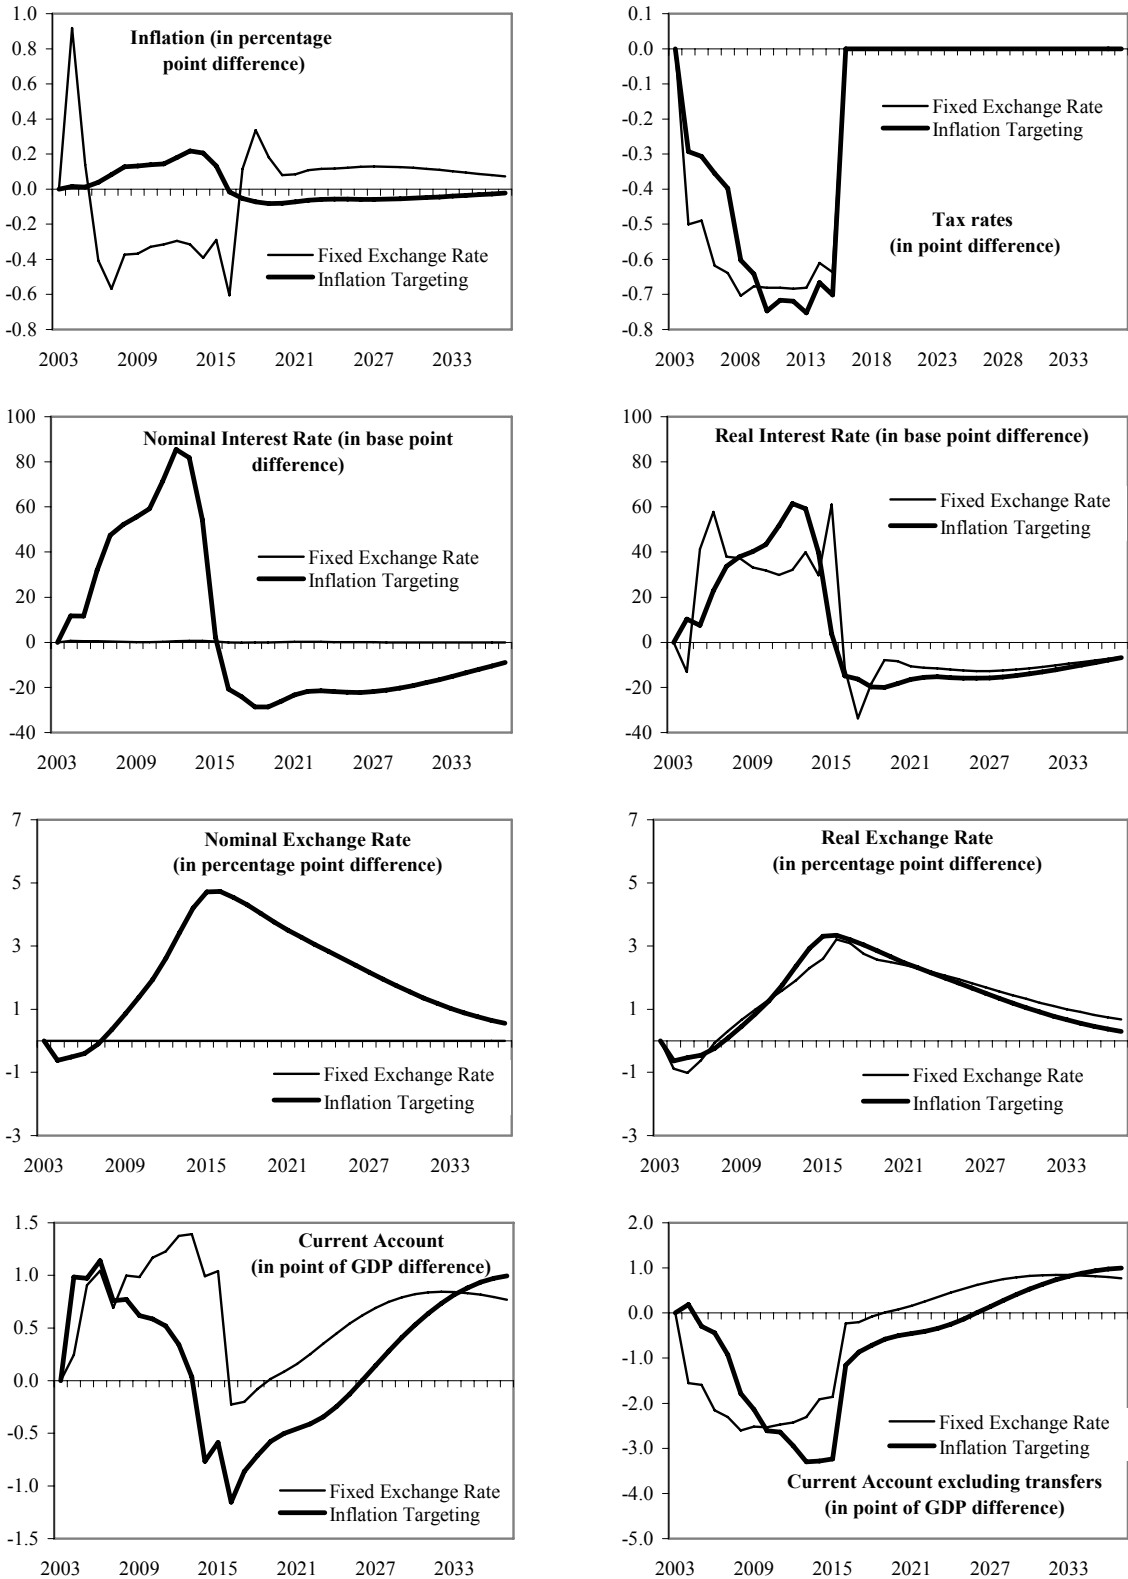 1.0
0.8
0.6
0.4
0.2
0.0
-0.2
-0.4
-0.6
-0.8
Inflation (in percentage
point difference)
Fixed Exchange Rate
Inflation Targeting
2003 2009 2015 2021 2027 2033
0.1
0.0
-0.1
-0.2
-0.3
-0.4
-0.5
-0.6
-0.7
-0.8
Fixed Exchange Rate
Inflation Targeting
Tax rates
(in point difference)
2003 2008 2013 2018 2023 2028 2033
100
80
60
40
20
0
-20
-40
Nominal Interest Rate (in base point
difference)
Fixed Exchange Rate
Inflation Targeting
2003 2009 2015 2021 2027 2033
100
80
60
40
20
0
-20
-40
Real Interest Rate (in base point difference)
Fixed Exchange Rate
Inflation Targeting
2003 2009 2015 2021 2027 2033
7
5
3
1
-1
-3
Nominal Exchange Rate
(in percentage point difference)
Fixed Exchange Rate
Inflation Targeting
2003 2009 2015 2021 2027 2033
7
5
3
1
-1
-3
Real Exchange Rate
(in percentage point difference)
Fixed Exchange Rate
Inflation Targeting
2003 2009 2015 2021 2027 2033
1.5
1.0
0.5
0.0
-0.5
-1.0
-1.5
Current Account
(in point of GDP difference)
Fixed Exchange Rate
Inflation Targeting
2003 2009 2015 2021 2027 2033
2.0
1.0
0.0
-1.0
-2.0
-3.0
-4.0
-5.0
Fixed Exchange Rate
Inflation Targeting
Current Account excluding transfers
(in point of GDP difference)
2003 2009 2015 2021 2027 2033